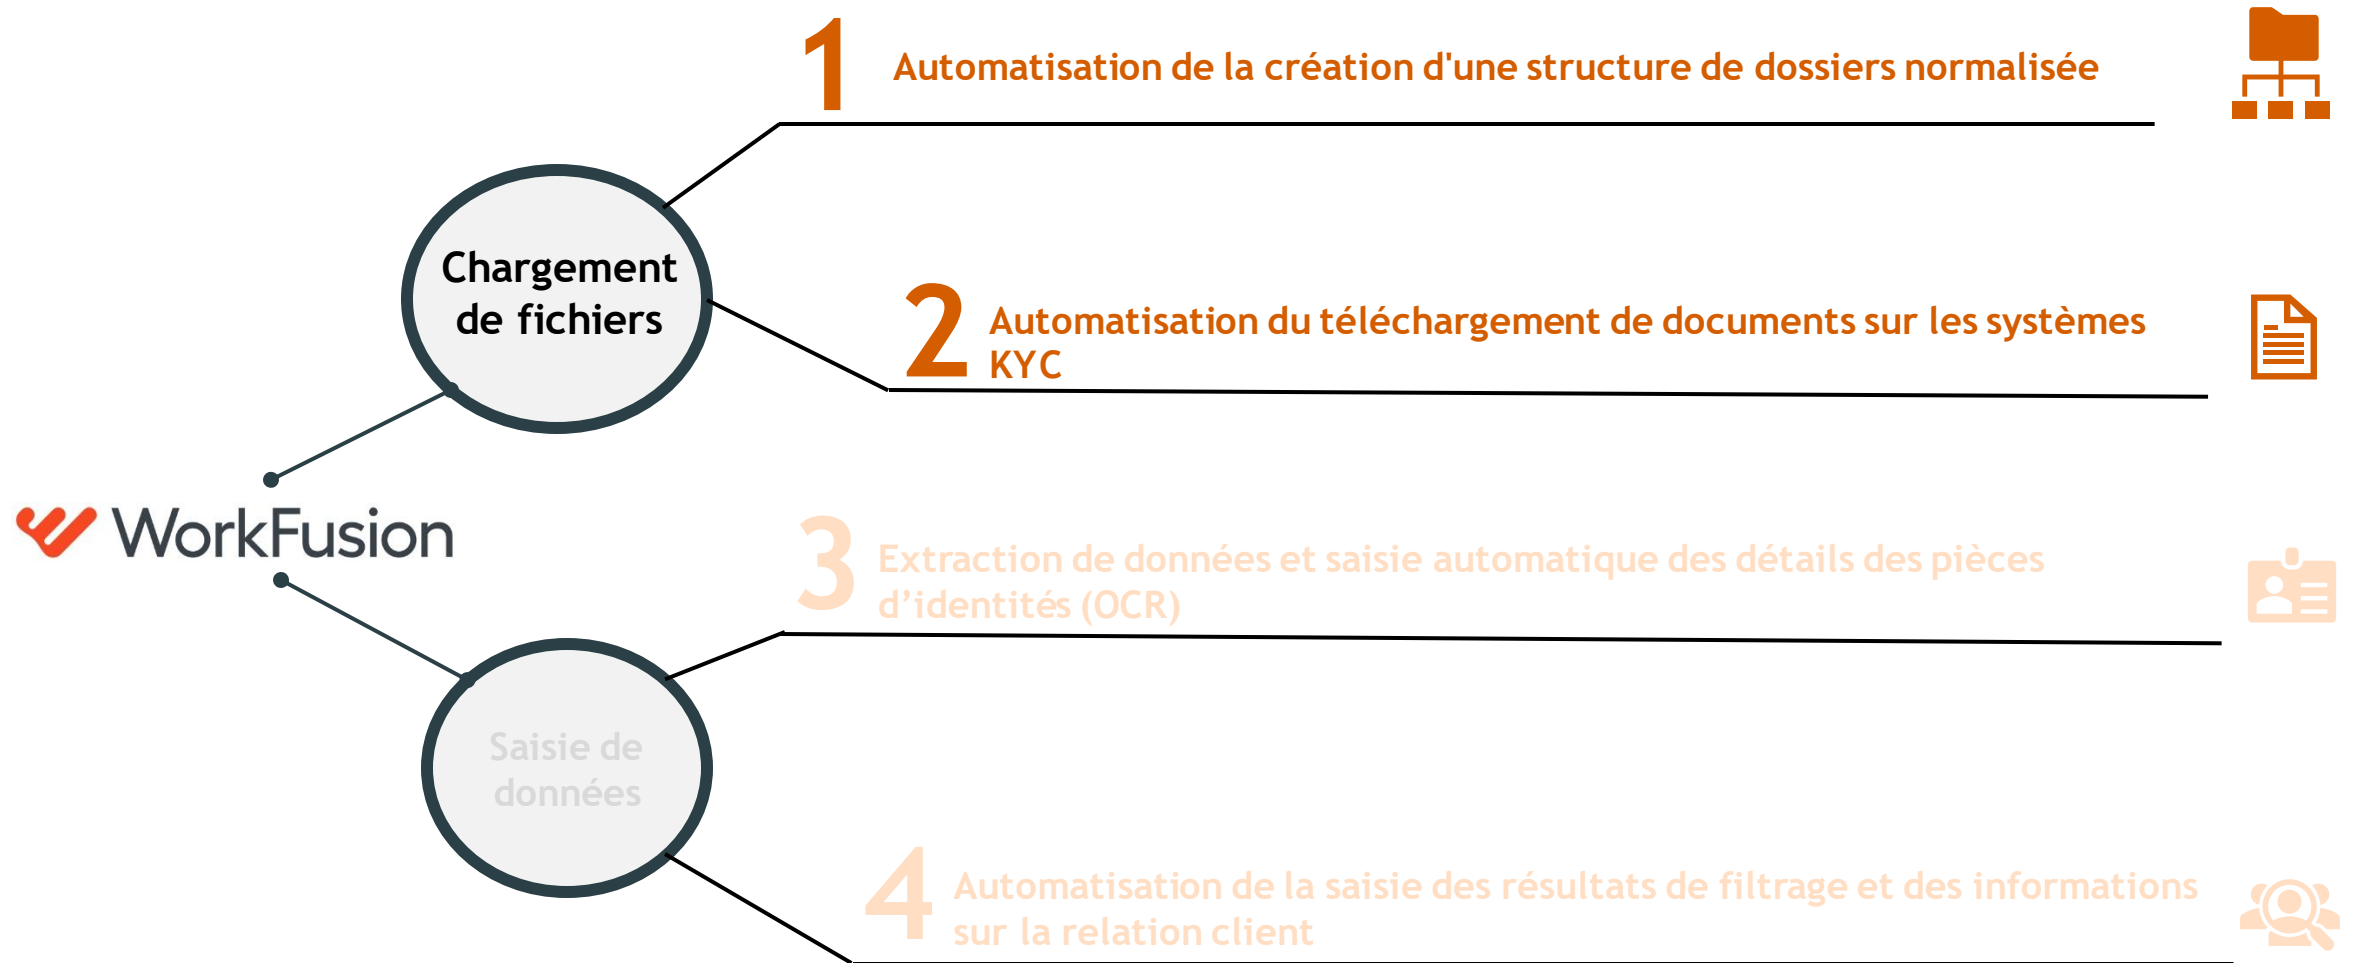 1
Automatisation de la création d'une structure de dossiers normalisée
Chargement
de fichiers
2
Automatisation du téléchargement de documents sur les systèmes
KYC
WorkFusion
3
Extraction de données et saisie automatique des détails des pièces
d’identités (OCR)
Saisie de
données
4
Automatisation de la saisie des résultats de filtrage et des informations
sur la relation client